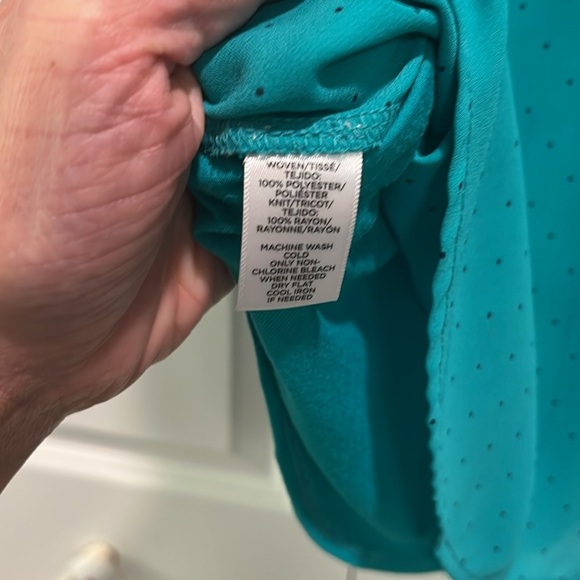 WOVEN/TISSÉ/
TEJIDO:
100% POLYESTER/
POLIÉSTER
KNIT/TRICOT/
TEJIDO:
100% RAYON/
RAYONNE/RAYÓN
MACHINE WASH
COLD
ONLY NON-
CHLORINE BLEACH
WHEN NEEDED
DRY FLAT
COOL IRON
IF NEEDED